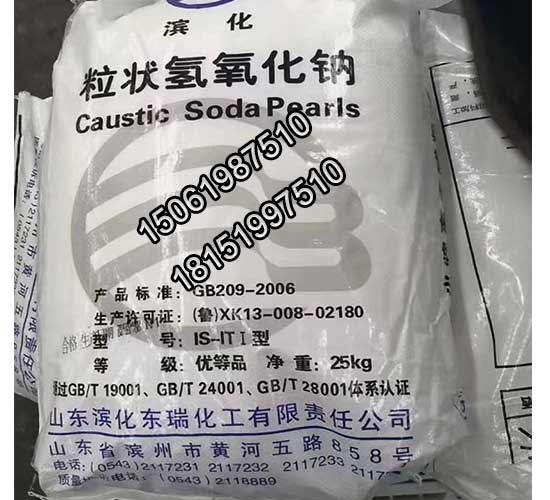 滨化
粒状氢氧化钠
Caustic Soda Pearls
15061987510
18151997510
产品标准: GB209-2006
生产许可证: (鲁)XK13-008-02180
型号: IS-IT I 型
等级: 优等品 净重: 25kg
通过GB/T 19001、GB/T 24001、GB/T 28001体系认证
山东滨化东瑞化工有限责任公司
山东省滨州市黄河五路858号
电话: (0543) 2117231 2117232 2117233
(0543) 2118889